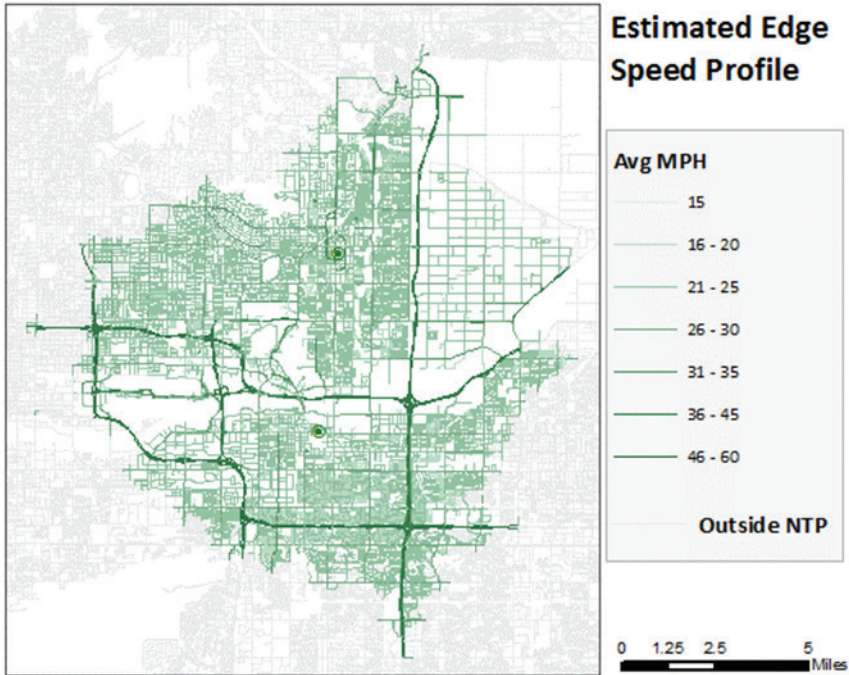 Estimated Edge
Speed Profile
Avg MPH
15
16 - 20
21 - 25
26 - 30
31 - 35
36 - 45
46 - 60
Outside NTP
0 1.25 2.5 5
Miles